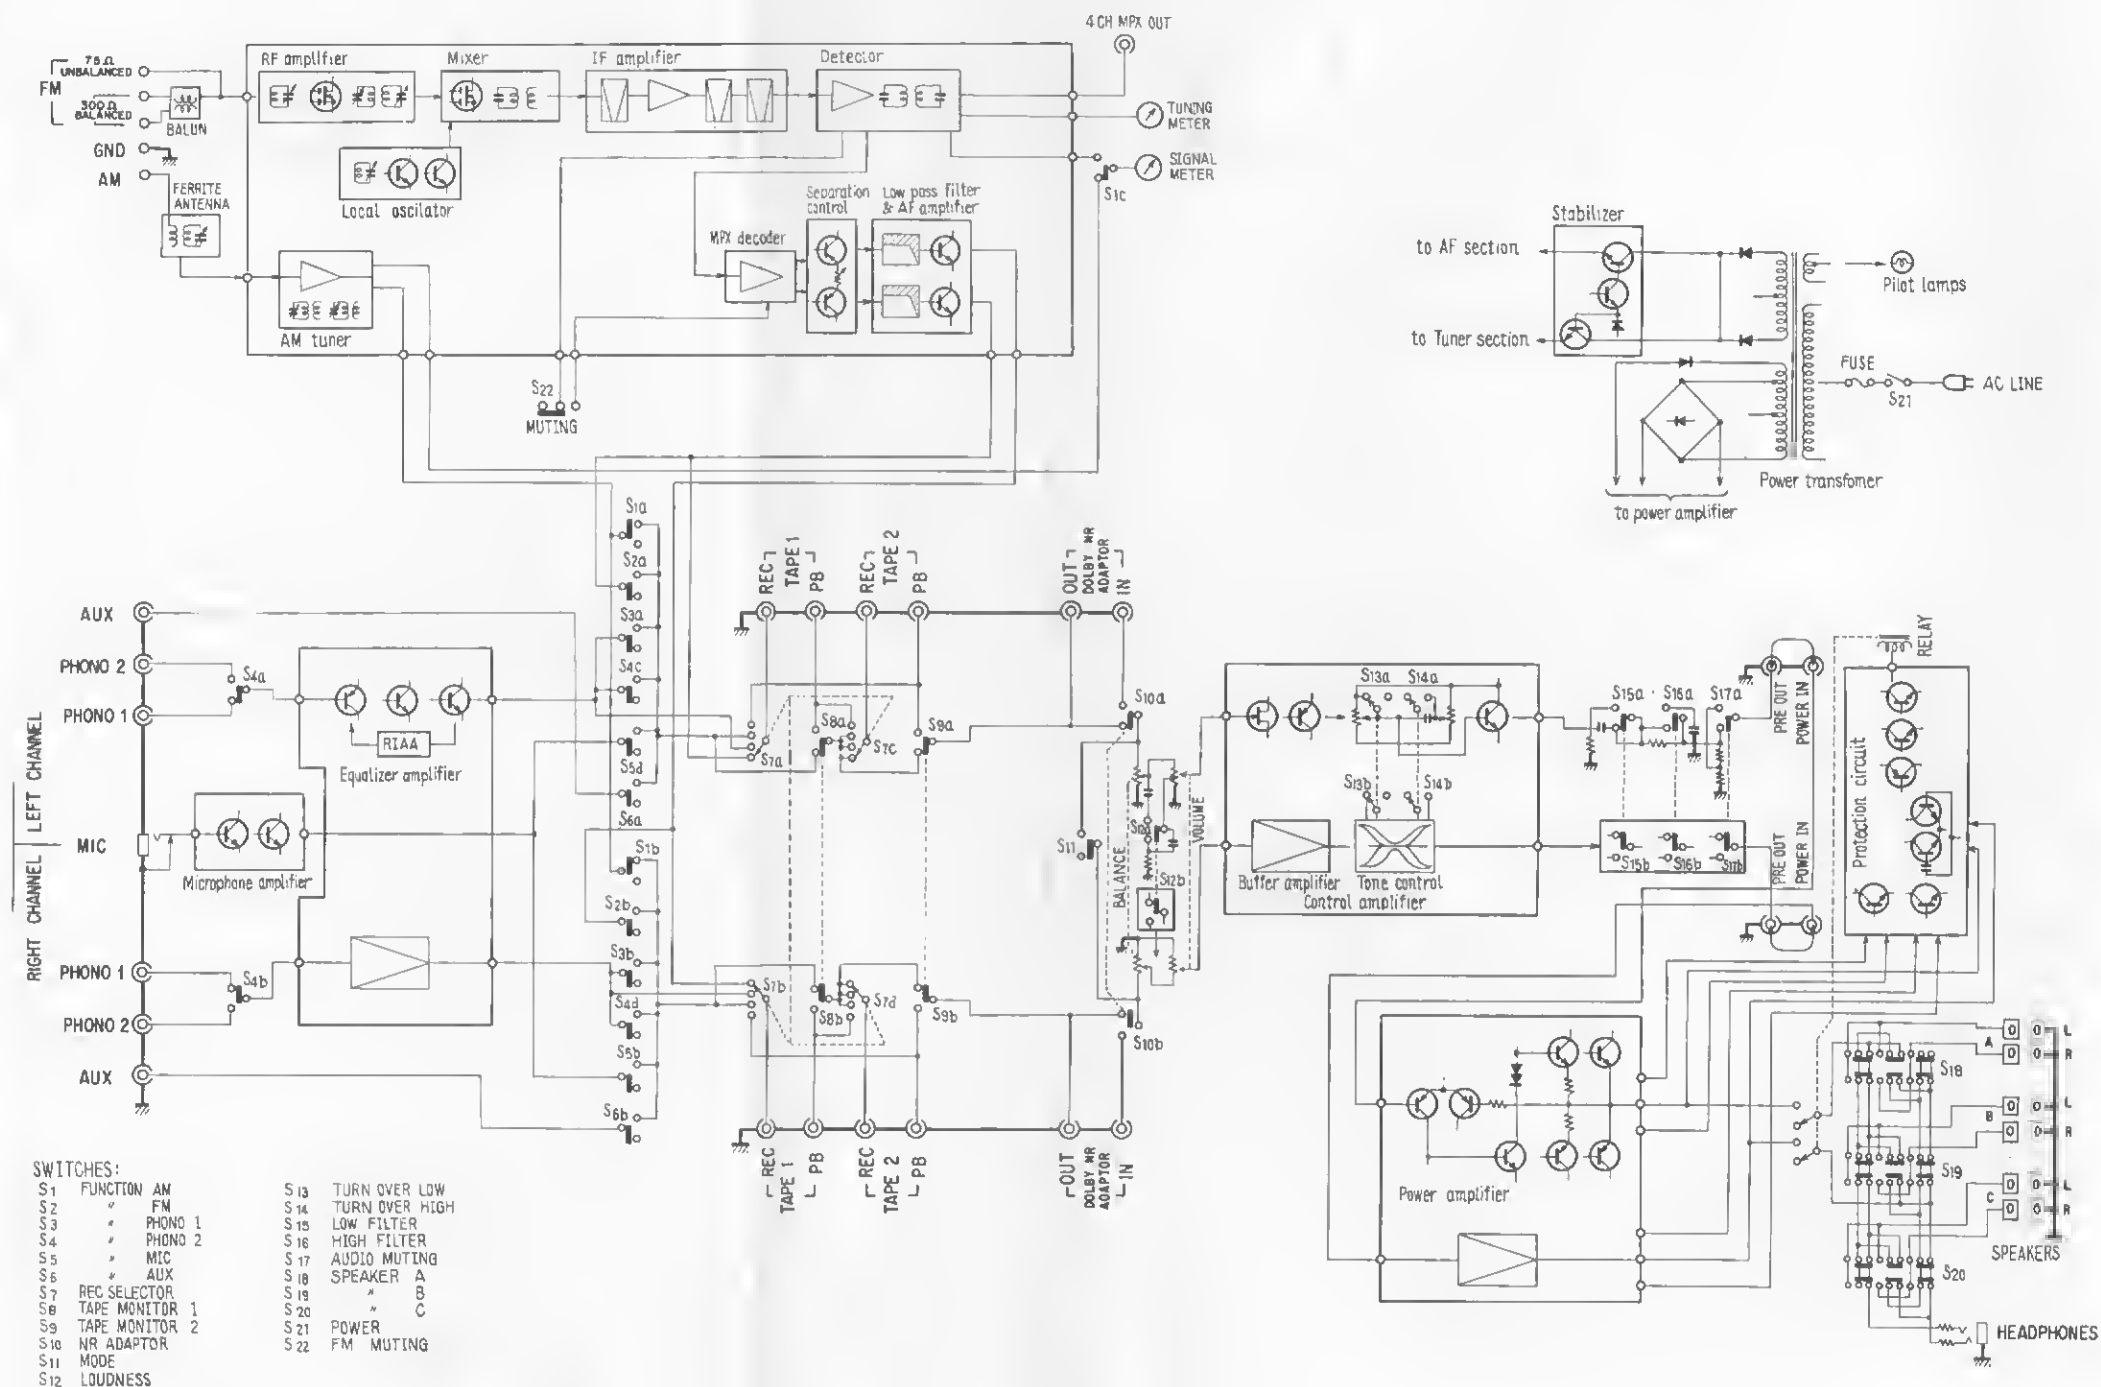 4 CH MPX OUT
75 Ω
UNBALANCED
FM
300 Ω
BALANCED
BALUN
GND
AM
FERRITE
ANTENNA
RF amplifier
Mixer
IF amplifier
Detector
TUNING
METER
SIGNAL
METER
S1c
Local oscilator
Separation
control
Low pass filter
& AF amplifier
MPX decoder
AM tuner
S22
MUTING
Stabilizer
to AF section
to Tuner section
Pilot lamps
FUSE
S21
AC LINE
Power transfomer
to power amplifier
S1a
S2a
S3a
S4c
S5d
S6a
S1b
S2b
S3b
S4d
S5b
S6b
LEFT CHANNEL
RIGHT CHANNEL
AUX
PHONO 2
PHONO 1
S4a
RIAA
Equalizer amplifier
MIC
Microphone amplifier
PHONO 1
PHONO 2
S4b
AUX
REC
TAPE 1
PB
REC
TAPE 2
PB
OUT
DOLBY NR
ADAPTOR
IN
S7a
S8a
S7c
S9a
S10a
S7b
S8b
S7d
S9b
S10b
REC
TAPE 1
PB
REC
TAPE 2
PB
OUT
DOLBY NR
ADAPTOR
IN
S11
BALANCE
S12b
VOLUME
S13a
S14a
S13b
S14b
Buffer amplifier
Tone control
Control amplifier
S15a
S16a
S17a
S15b
S16b
S17b
PRE OUT
POWER IN
PRE OUT
POWER IN
RELAY
Protection circuit
Power amplifier
S18
S19
S20
A
B
C
L
R
L
R
L
R
SPEAKERS
HEADPHONES
SWITCHES:
S1 FUNCTION AM
S2 〃 FM
S3 〃 PHONO 1
S4 〃 PHONO 2
S5 〃 MIC
S6 〃 AUX
S7 REC SELECTOR
S8 TAPE MONITOR 1
S9 TAPE MONITOR 2
S10 NR ADAPTOR
S11 MODE
S12 LOUDNESS
S13 TURN OVER LOW
S14 TURN OVER HIGH
S15 LOW FILTER
S16 HIGH FILTER
S17 AUDIO MUTING
S18 SPEAKER A
S19 〃 B
S20 〃 C
S21 POWER
S22 FM MUTING